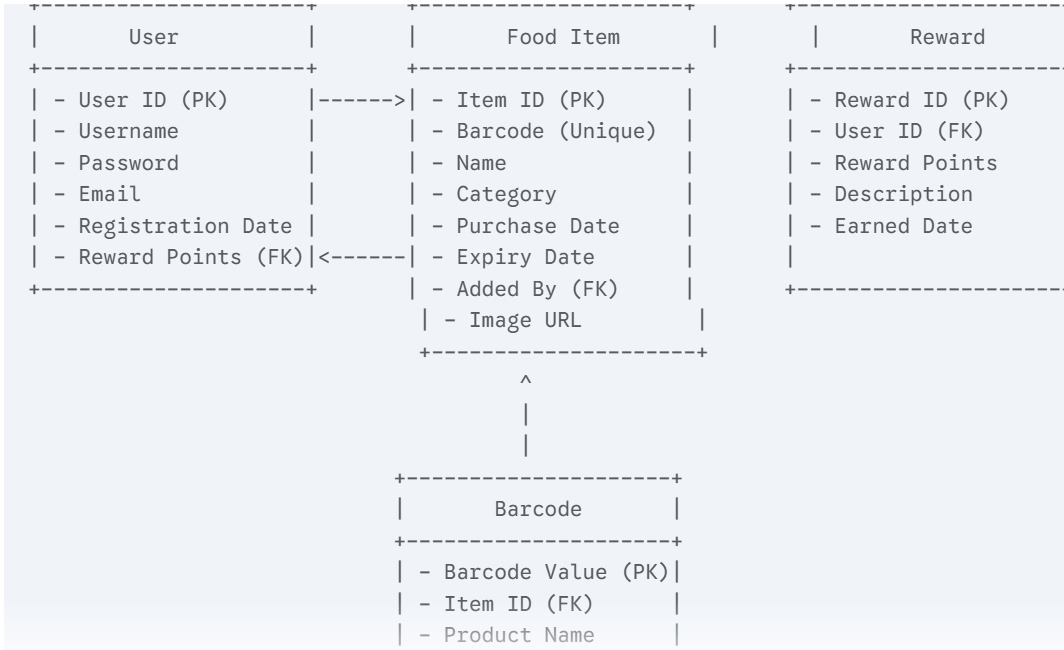 +----------------------+       +----------------------+       +----------------------
|       User          |       |       Food Item       |       |       Reward
+----------------------+       +----------------------+       +----------------------
| - User ID (PK)      |------>| - Item ID (PK)      |       | - Reward ID (PK)
| - Username          |       | - Barcode (Unique)  |       | - User ID (FK)
| - Password          |       | - Name              |       | - Reward Points
| - Email             |       | - Category          |       | - Description
| - Registration Date |       | - Purchase Date     |       | - Earned Date
| - Reward Points (FK)|<------| - Expiry Date       |       |
+----------------------+       | - Added By (FK)     |       +----------------------
| - Image URL         |
+----------------------+
^
|
|
+----------------------+
|       Barcode       |
+----------------------+
| - Barcode Value (PK)|
| - Item ID (FK)      |
| - Product Name      |